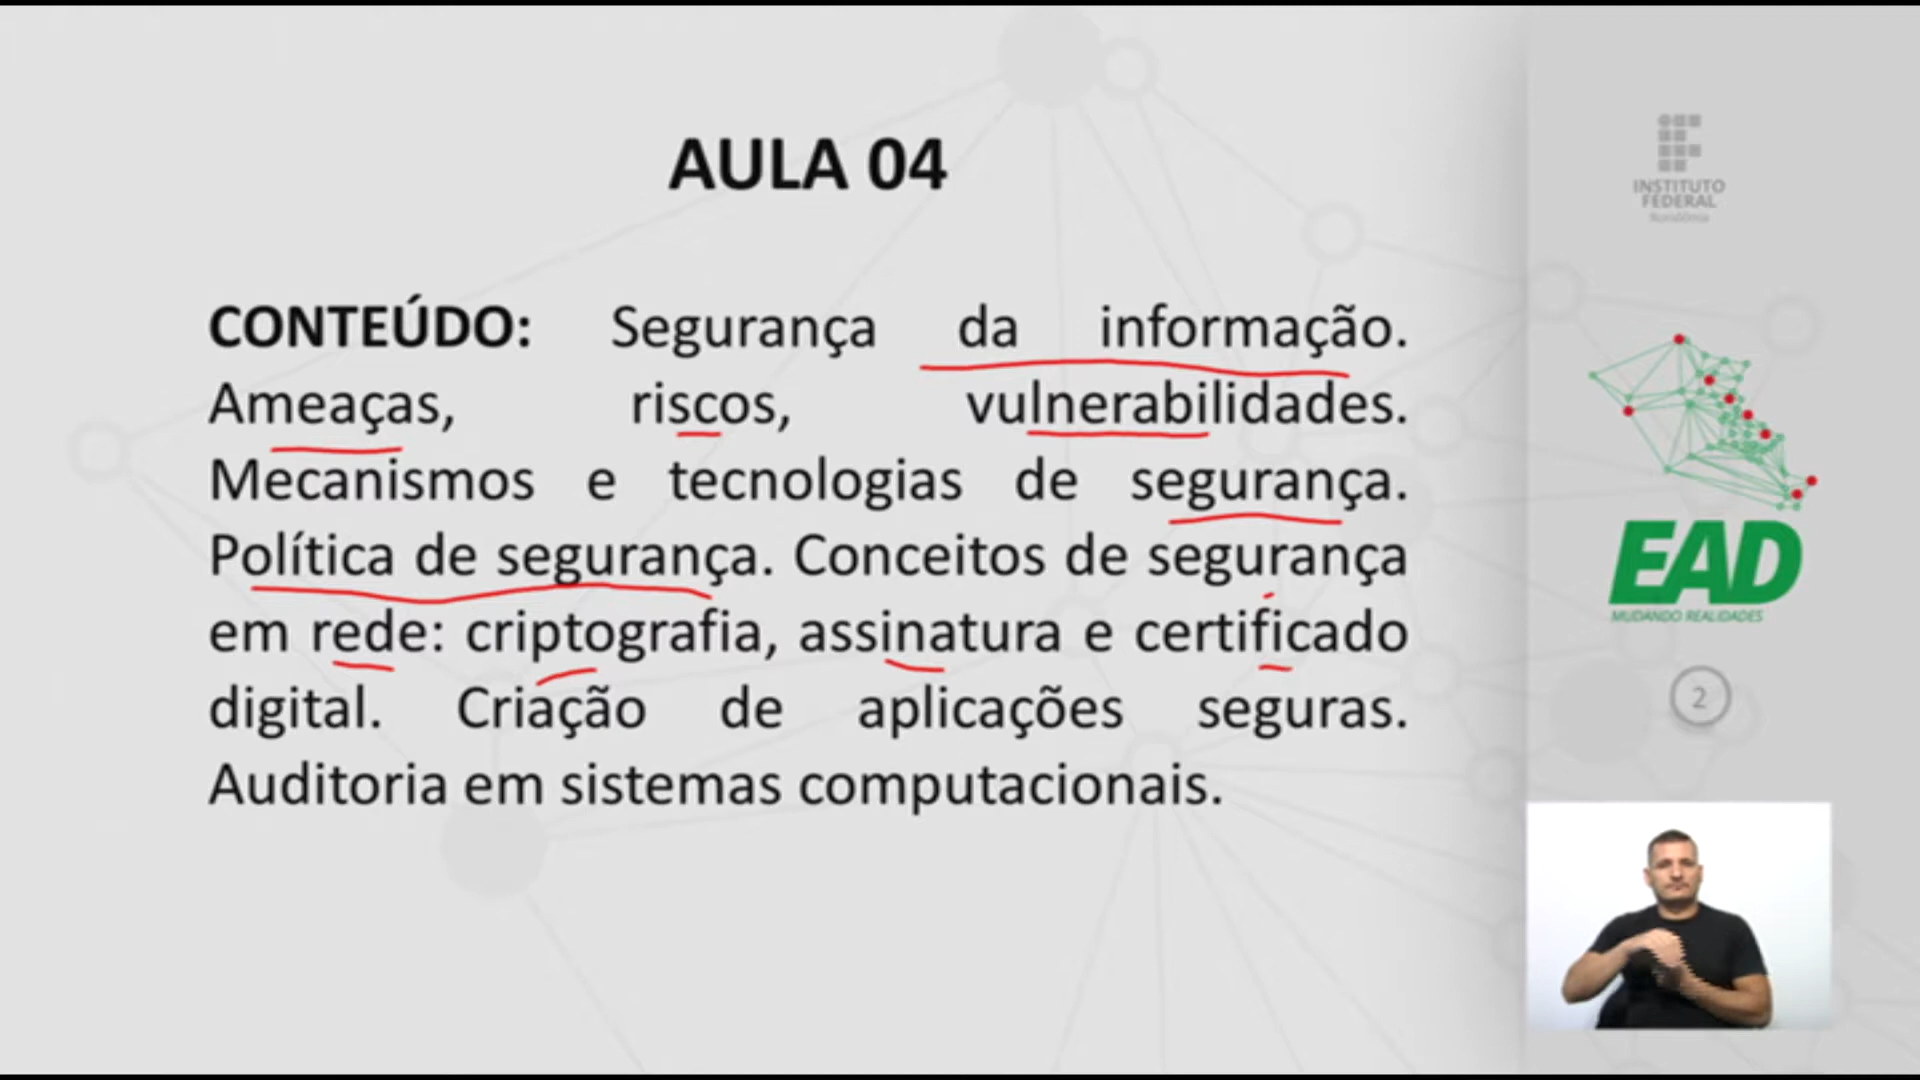 AULA 04
CONTEÚDO: Segurança da informação.
Ameaças, riscos, vulnerabilidades.
Mecanismos e tecnologias de segurança.
Política de segurança. Conceitos de segurança
em rede: criptografia, assinatura e certificado
digital. Criação de aplicações seguras.
Auditoria em sistemas computacionais.
INSTITUTO
FEDERAL
Rondônia
EAD
MUDANDO REALIDADES
2